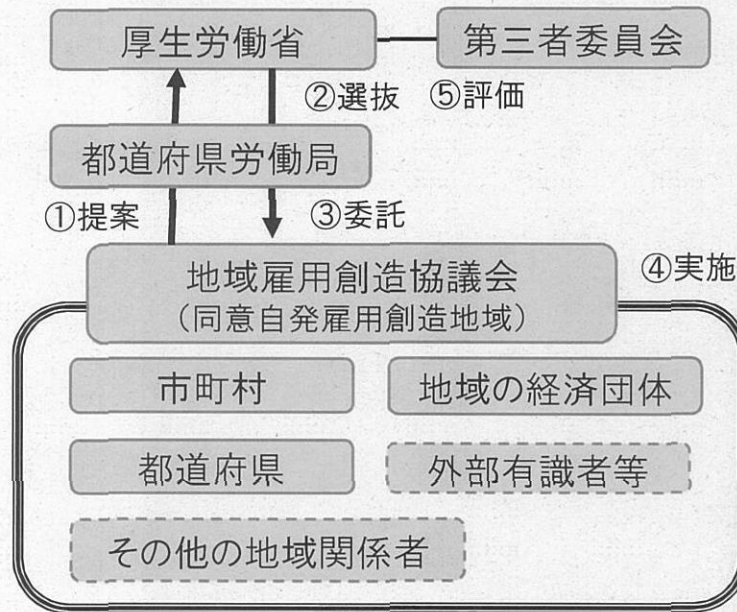 厚生労働省
第三者委員会
②選抜
⑤評価
都道府県労働局
①提案
③委託
地域雇用創造協議会
（同意自発雇用創造地域）
④実施
市町村
地域の経済団体
都道府県
外部有識者等
その他の地域関係者